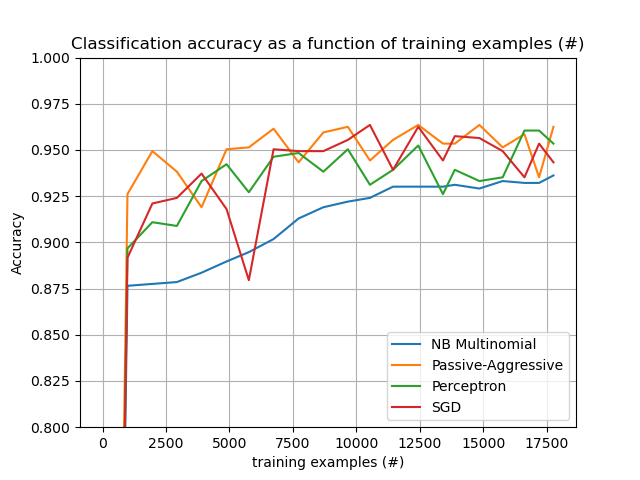 Classification accuracy as a function of training examples (#)
1.000
0.975
0.950
0.925
0.900
0.875
0.850
0.825
0.800
Accuracy
NB Multinomial
Passive-Aggressive
Perceptron
SGD
0 2500 5000 7500 10000 12500 15000 17500
training examples (#)